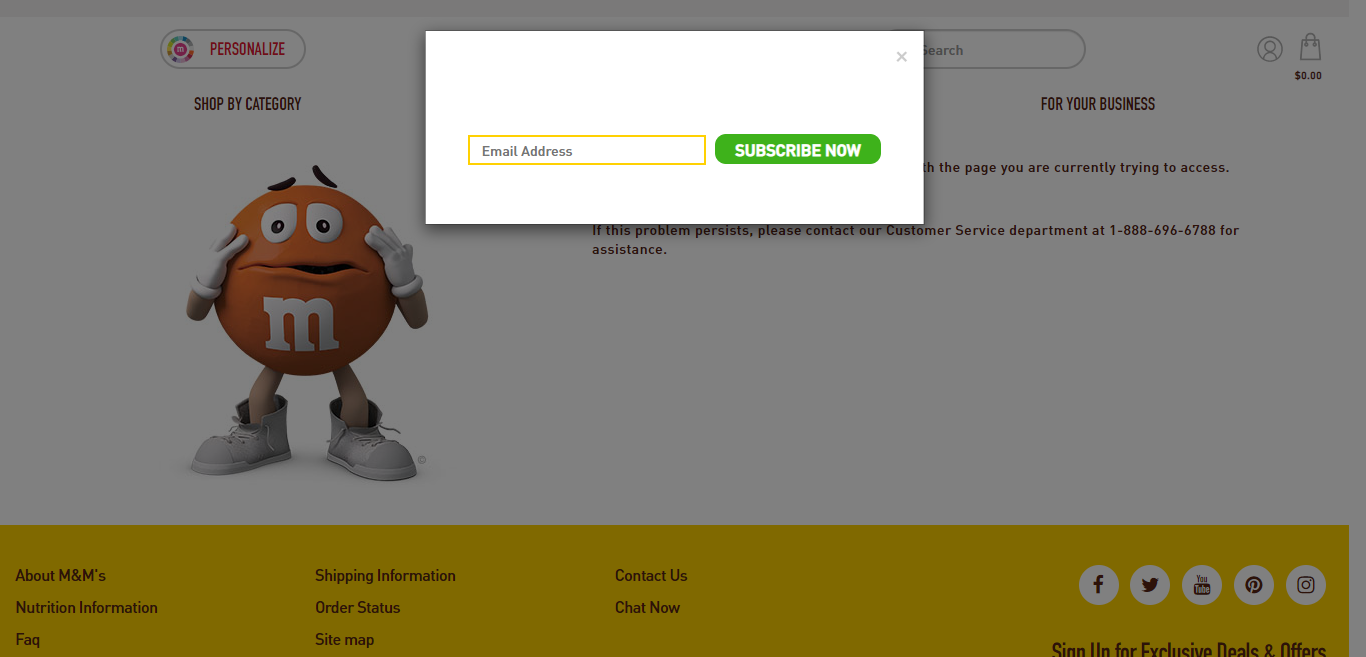 PERSONALIZE
Search
×
$0.00
SHOP BY CATEGORY
FOR YOUR BUSINESS
Email Address
SUBSCRIBE NOW
the page you are currently trying to access.
If this problem persists, please contact our Customer Service department at 1-888-696-6788 for
assistance.
m
©
About M&M's
Shipping Information
Contact Us
Nutrition Information
Order Status
Chat Now
Faq
Site map
You
Tube
Sign Up for Exclusive Deals & Offers